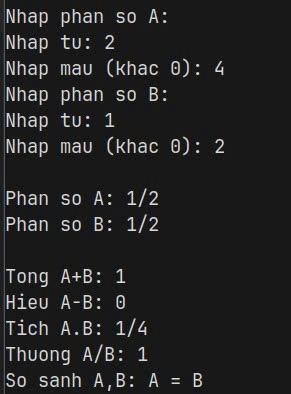 Nhap phan so A:
Nhap tu: 2
Nhap mau (khac 0): 4
Nhap phan so B:
Nhap tu: 1
Nhap mau (khac 0): 2
Phan so A: 1/2
Phan so B: 1/2
Tong A+B: 1
Hieu A-B: 0
Tich A.B: 1/4
Thuong A/B: 1
So sanh A,B: A = B